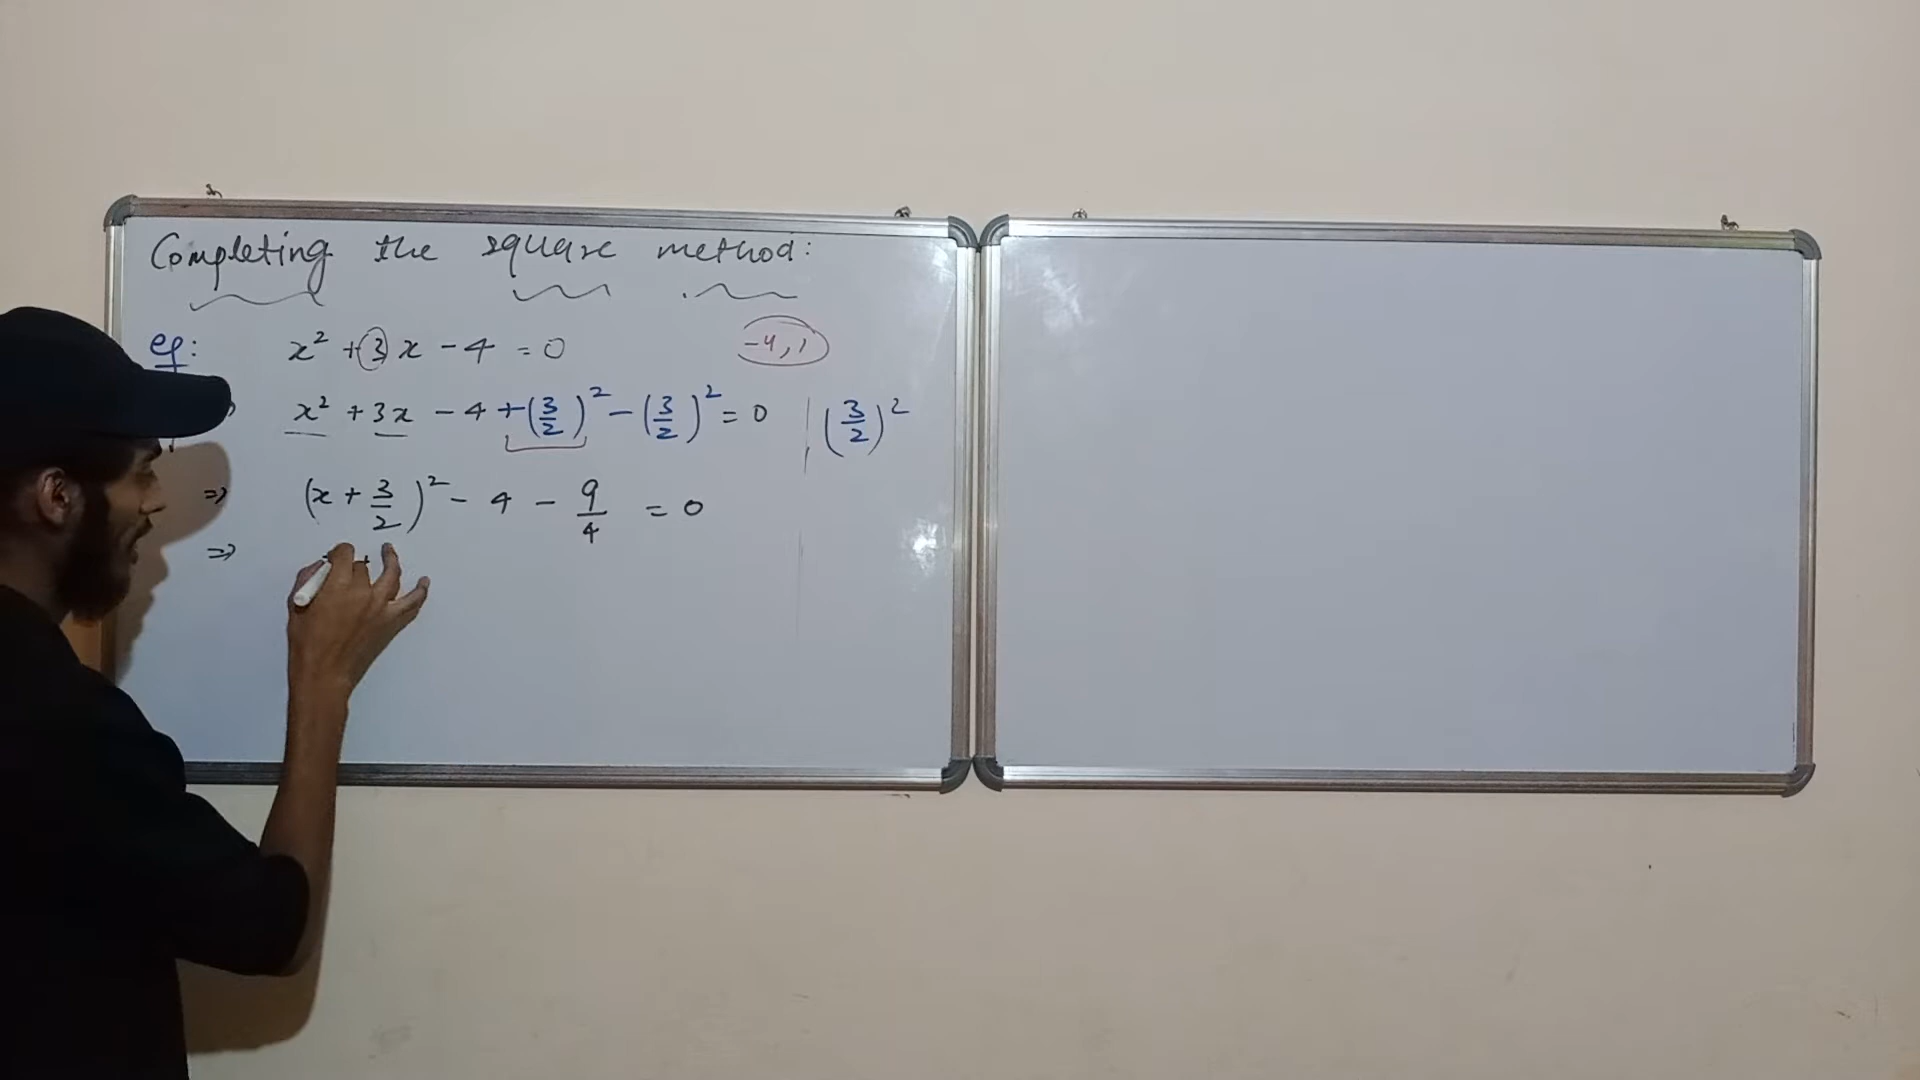 Completing the square method:
eg: x² + 3x - 4 = 0 -4, 1
x² + 3x - 4 + (3/2)² - (3/2)² = 0 | (3/2)²
⇒ (x + 3/2)² - 4 - 9/4 = 0
⇒